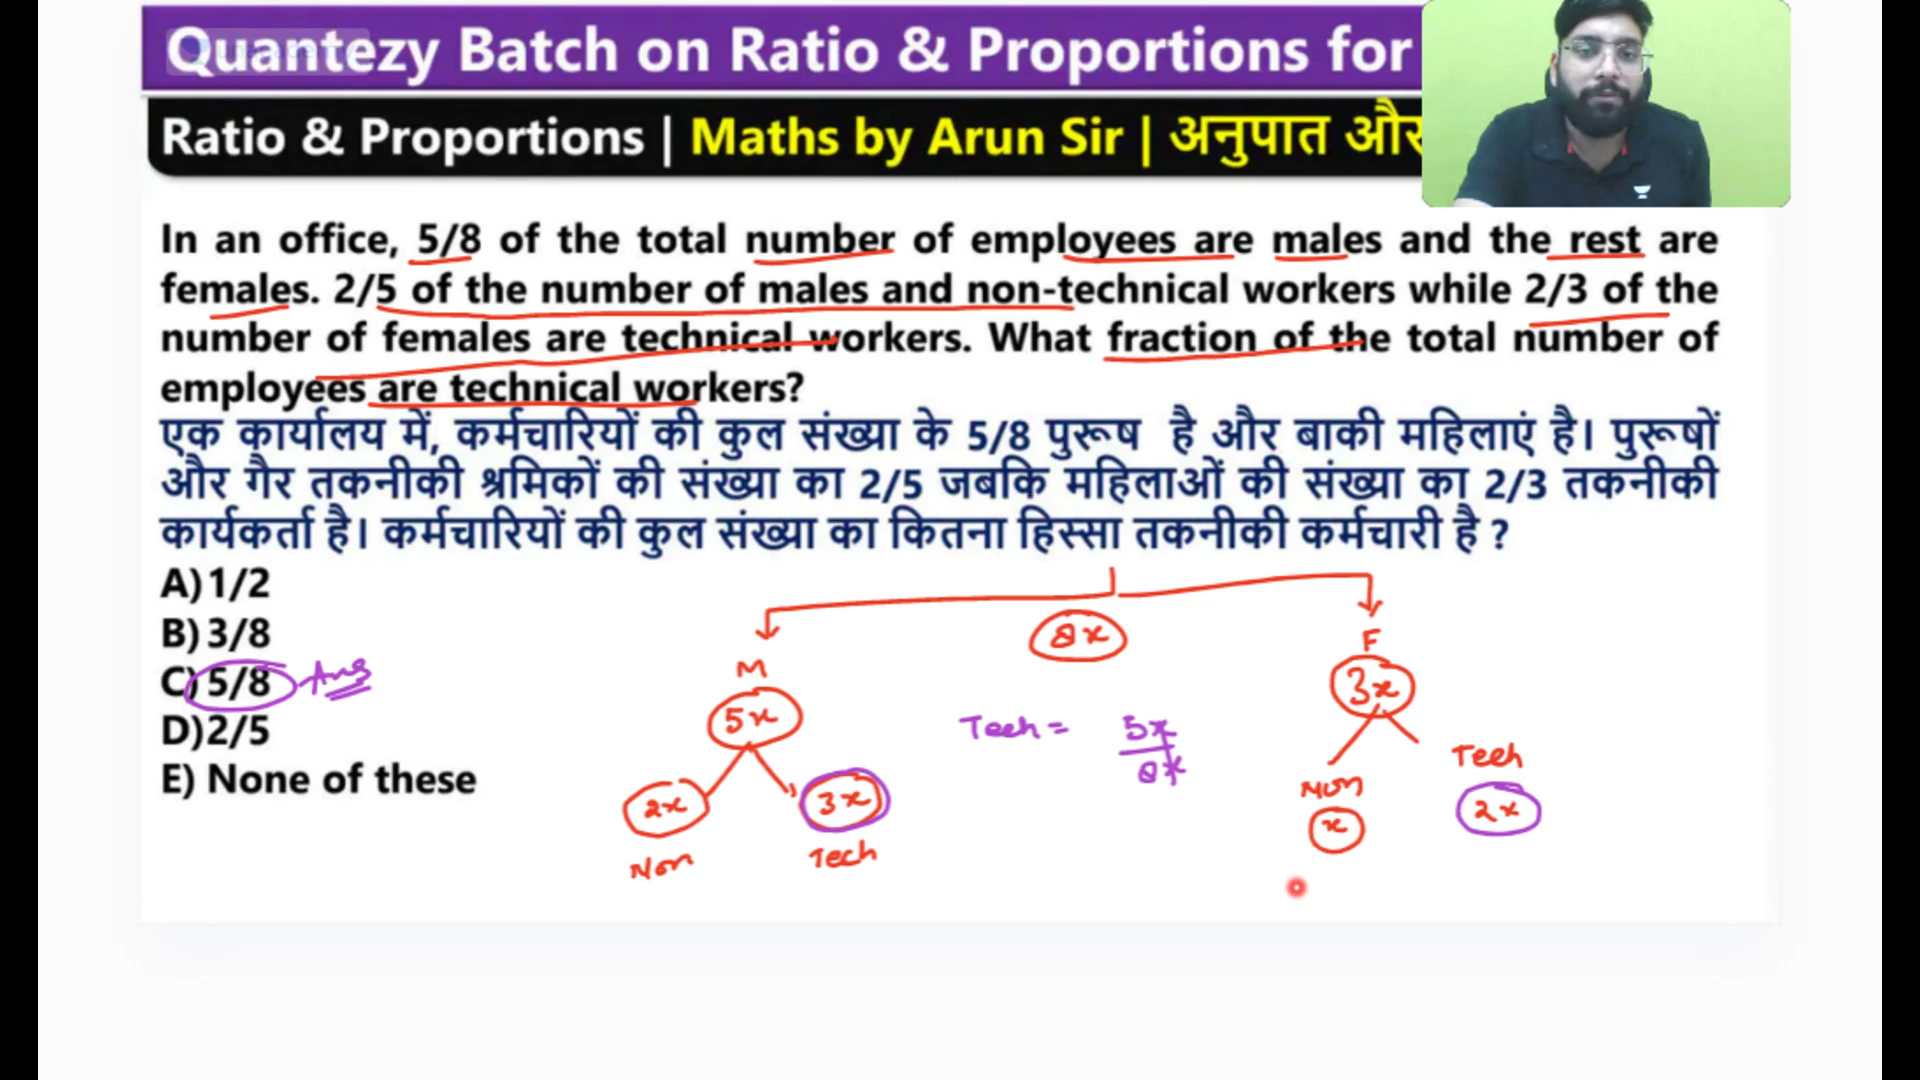 Quantezy Batch on Ratio & Proportions for
Ratio & Proportions | Maths by Arun Sir | अनुपात और
In an office, 5/8 of the total number of employees are males and the rest are
females. 2/5 of the number of males and non-technical workers while 2/3 of the
number of females are technical workers. What fraction of the total number of
employees are technical workers?
एक कार्यालय में, कर्मचारियों की कुल संख्या के 5/8 पुरूष है और बाकी महिलाएं है। पुरूषों
और गैर तकनीकी श्रमिकों की संख्या का 2/5 जबकि महिलाओं की संख्या का 2/3 तकनीकी
कार्यकर्ता है। कर्मचारियों की कुल संख्या का कितना हिस्सा तकनीकी कर्मचारी है ?
A) 1/2
B) 3/8
C) 5/8 Ans
D) 2/5
E) None of these
8x
M
F
5x
3x
Tech = 5x/8x
2x
3x
Non
Tech
Non
Tech
x
2x